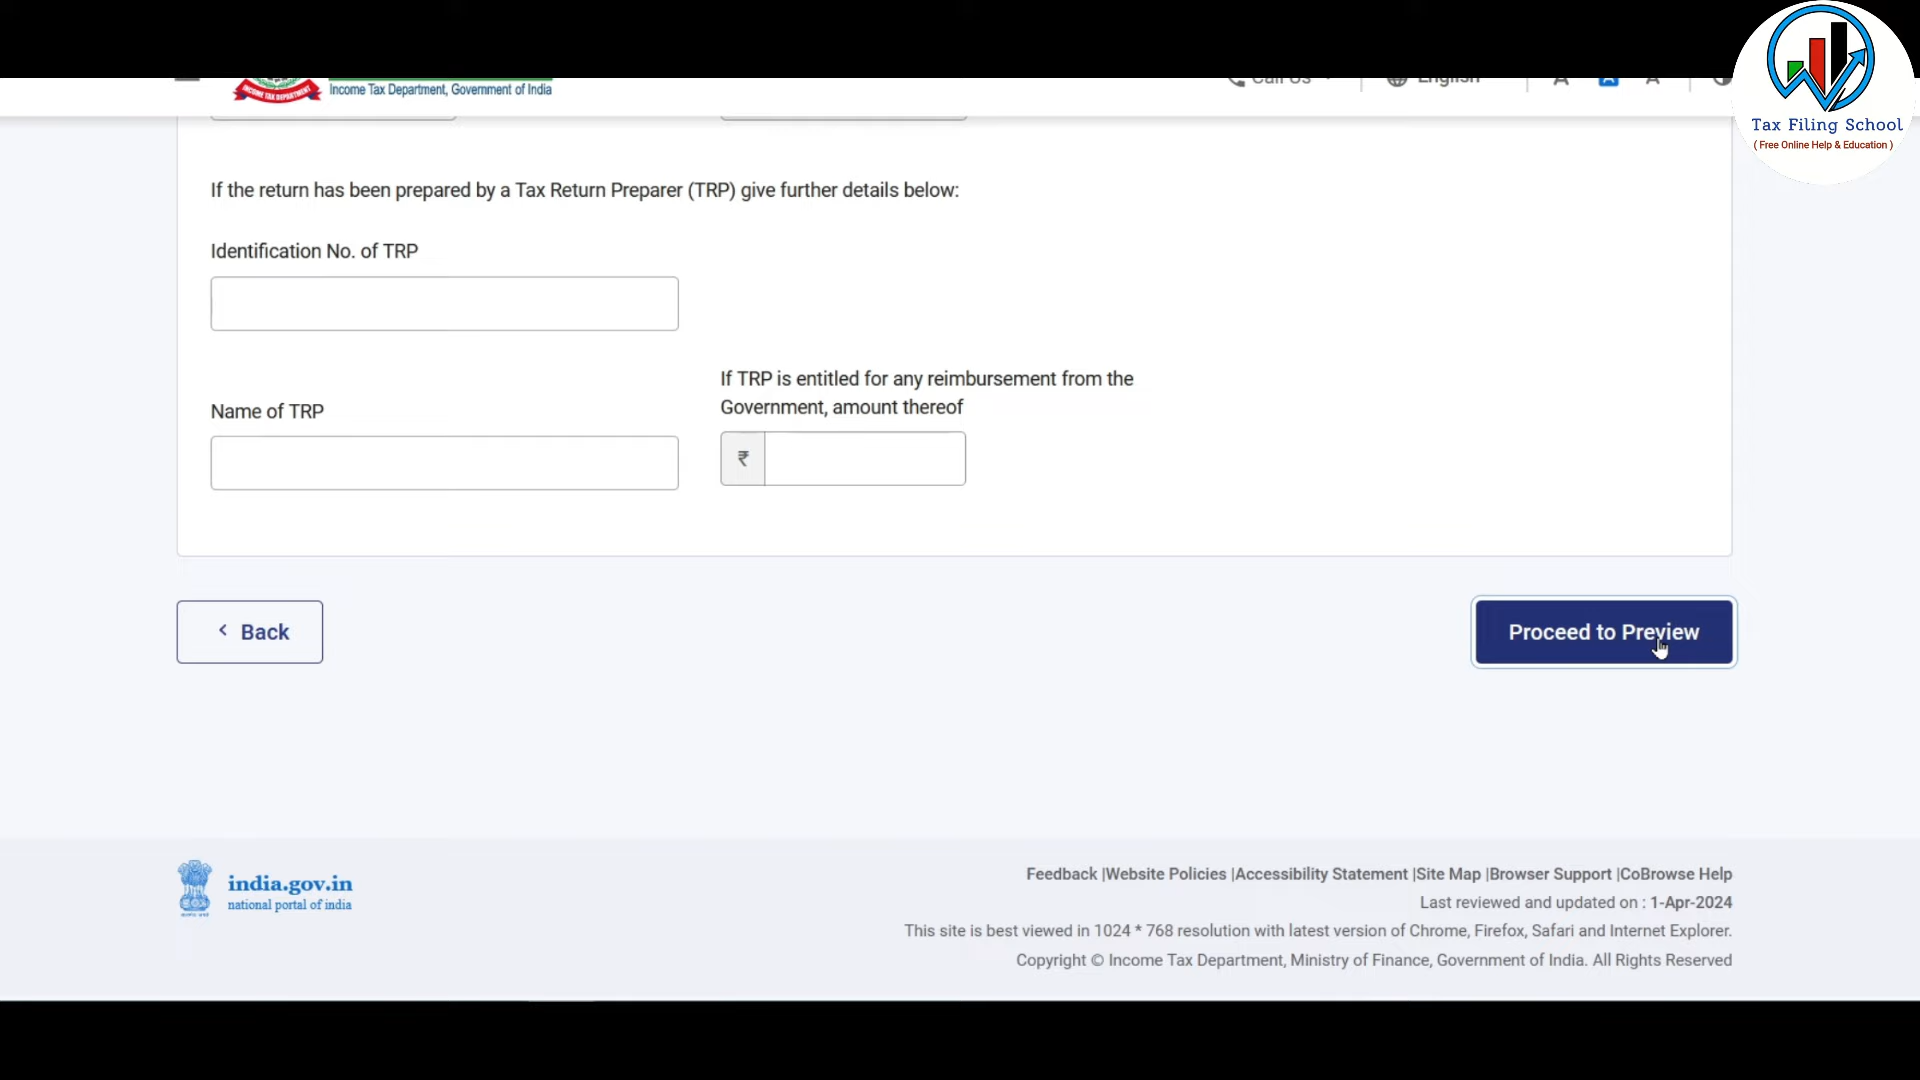 Income Tax Department, Government of India
Call Us
English
Tax Filing School
( Free Online Help & Education )
If the return has been prepared by a Tax Return Preparer (TRP) give further details below:
Identification No. of TRP
If TRP is entitled for any reimbursement from the
Government, amount thereof
Name of TRP
₹
Back
Proceed to Preview
india.gov.in
national portal of india
Feedback |Website Policies |Accessibility Statement |Site Map |Browser Support |CoBrowse Help
Last reviewed and updated on : 1-Apr-2024
This site is best viewed in 1024 * 768 resolution with latest version of Chrome, Firefox, Safari and Internet Explorer.
Copyright © Income Tax Department, Ministry of Finance, Government of India. All Rights Reserved